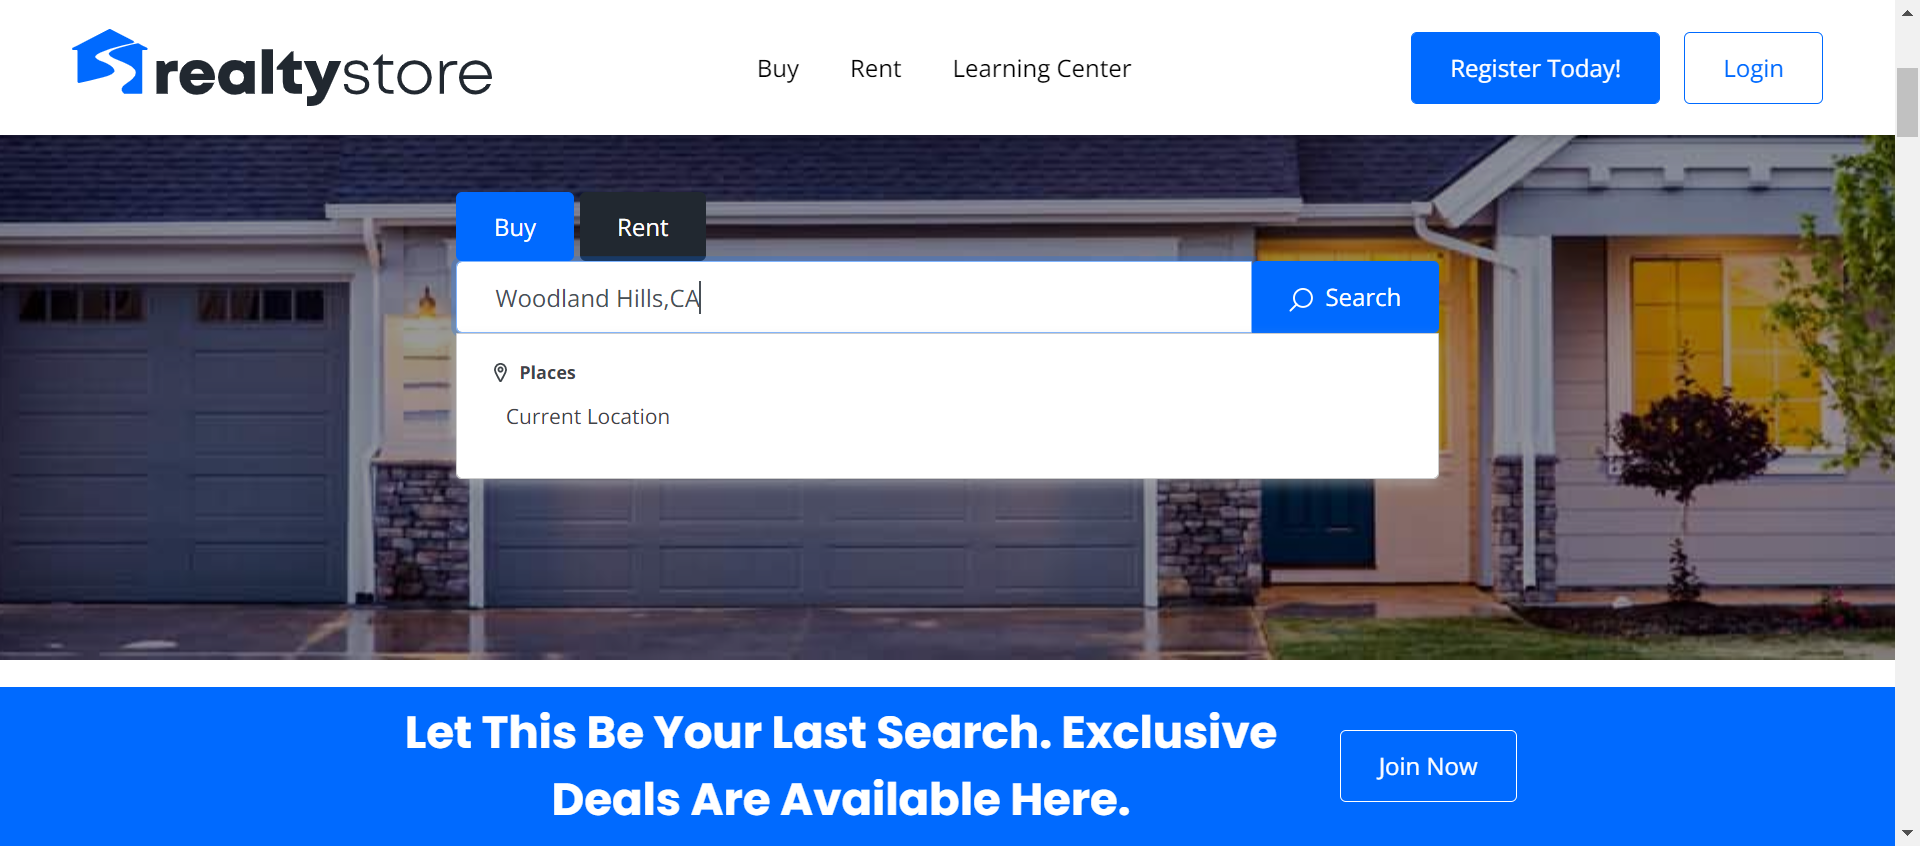 realtystore
Buy
Rent
Learning Center
Register Today!
Login
Buy
Rent
Woodland Hills,CA
Search
Places
Current Location
Let This Be Your Last Search. Exclusive
Deals Are Available Here.
Join Now